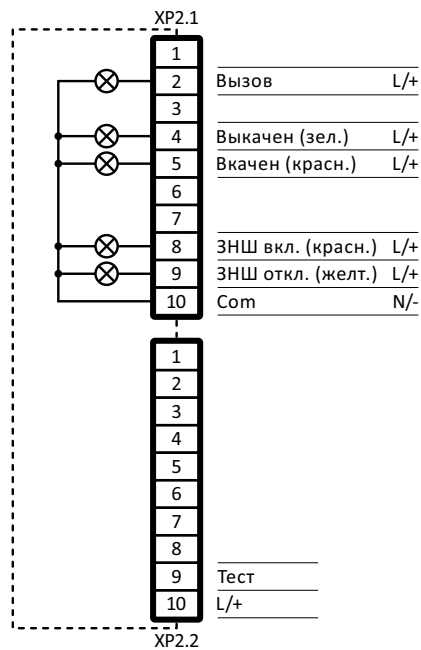 XP2.1
1
2 Вызов L/+
3
4 Выкачен (зел.) L/+
5 Вкачен (красн.) L/+
6
7
8 ЗНШ вкл. (красн.) L/+
9 ЗНШ откл. (желт.) L/+
10 Com N/-
1
2
3
4
5
6
7
8
9 Тест
10 L/+
XP2.2